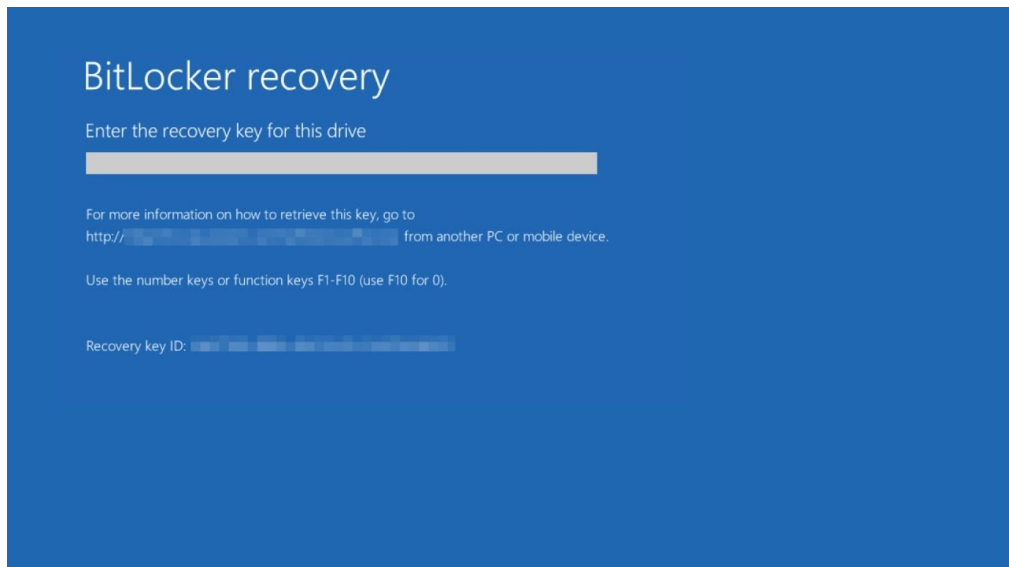 BitLocker recovery
Enter the recovery key for this drive
For more information on how to retrieve this key, go to
http:// from another PC or mobile device.
Use the number keys or function keys F1-F10 (use F10 for 0).
Recovery key ID: